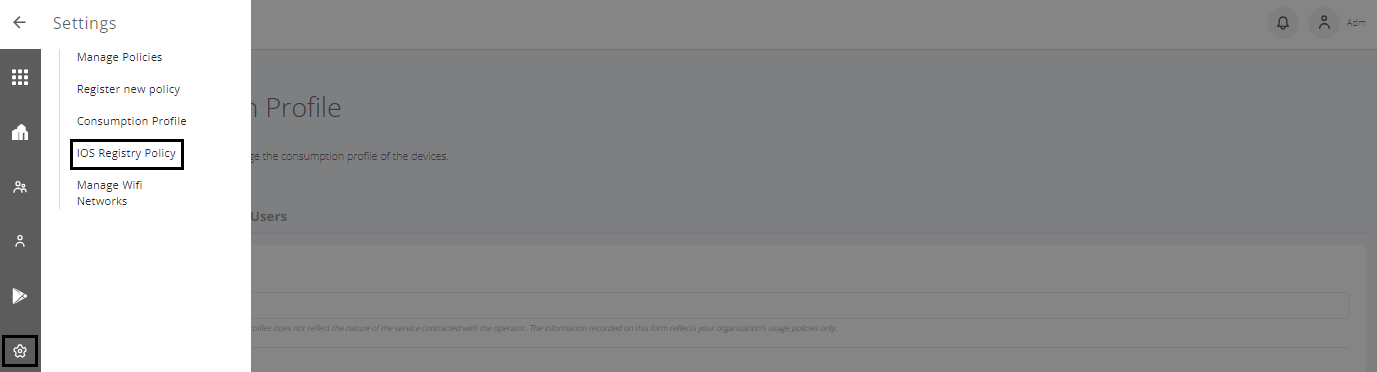 Settings
Adm
Manage Policies
Register new policy
n Profile
Consumption Profile
IOS Registry Policy
ge the consumption profile of the devices.
Manage Wifi
Networks
Users
rofiles does not reflect the nature of the service contracted with the operator. The information recorded on this form reflects your organization's usage policies only.